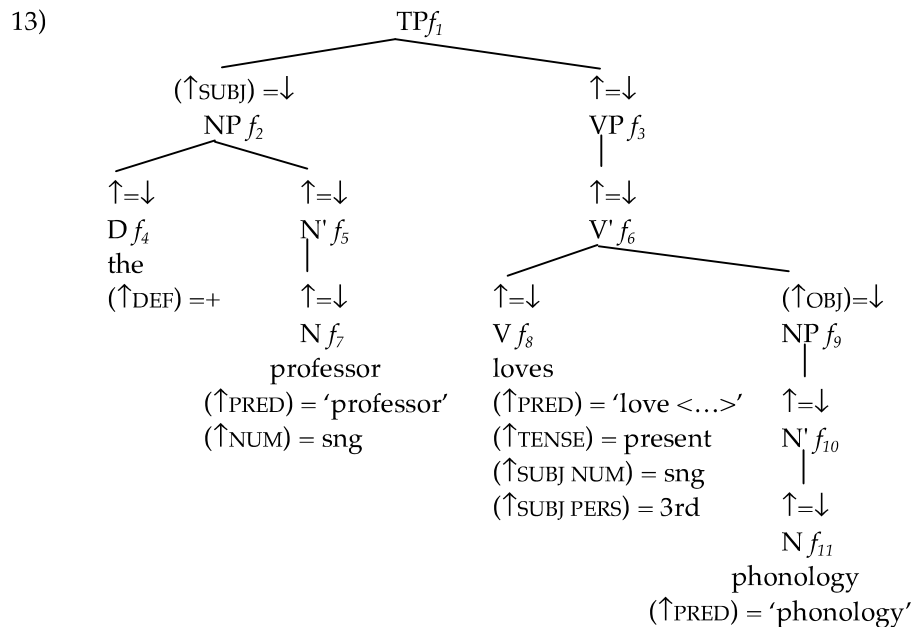 13) TPf₁
(↑SUBJ) =↓ ↑=↓
NP f₂ VP f₃
↑=↓ ↑=↓ ↑=↓
D f₄ N' f₅ V' f₆
the
(↑DEF) =+ ↑=↓ ↑=↓ (↑OBJ)=↓
N f₇ V f₈ NP f₉
professor loves
(↑PRED) = ‘professor’ (↑PRED) = ‘love <…>’ ↑=↓
(↑NUM) = sng (↑TENSE) = present N' f₁₀
(↑SUBJ NUM) = sng
(↑SUBJ PERS) = 3rd ↑=↓
N f₁₁
phonology
(↑PRED) = ‘phonology’